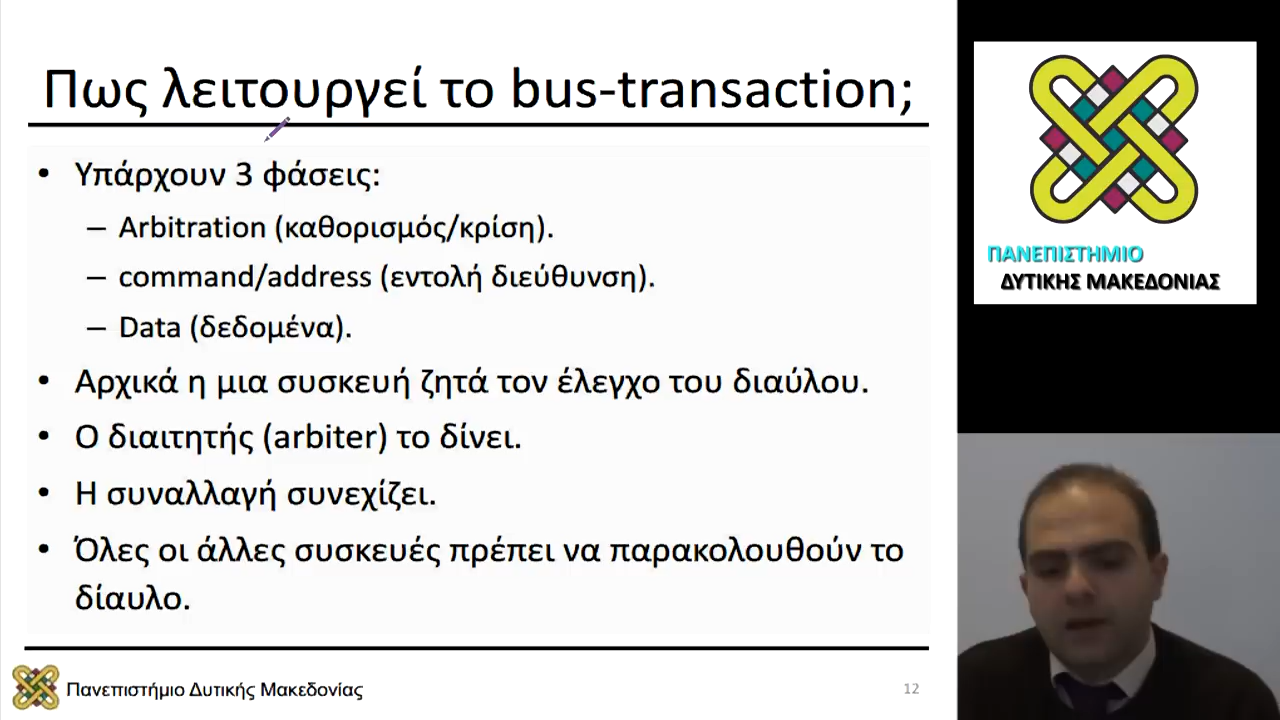 Πως λειτουργεί το bus-transaction;
• Υπάρχουν 3 φάσεις:
– Arbitration (καθορισμός/κρίση).
– command/address (εντολή διεύθυνση).
– Data (δεδομένα).
• Αρχικά η μια συσκευή ζητά τον έλεγχο του διαύλου.
• Ο διαιτητής (arbiter) το δίνει.
• Η συναλλαγή συνεχίζει.
• Όλες οι άλλες συσκευές πρέπει να παρακολουθούν το
δίαυλο.
Πανεπιστήμιο Δυτικής Μακεδονίας
12
ΠΑΝΕΠΙΣΤΗΜΙΟ
ΔΥΤΙΚΗΣ ΜΑΚΕΔΟΝΙΑΣ